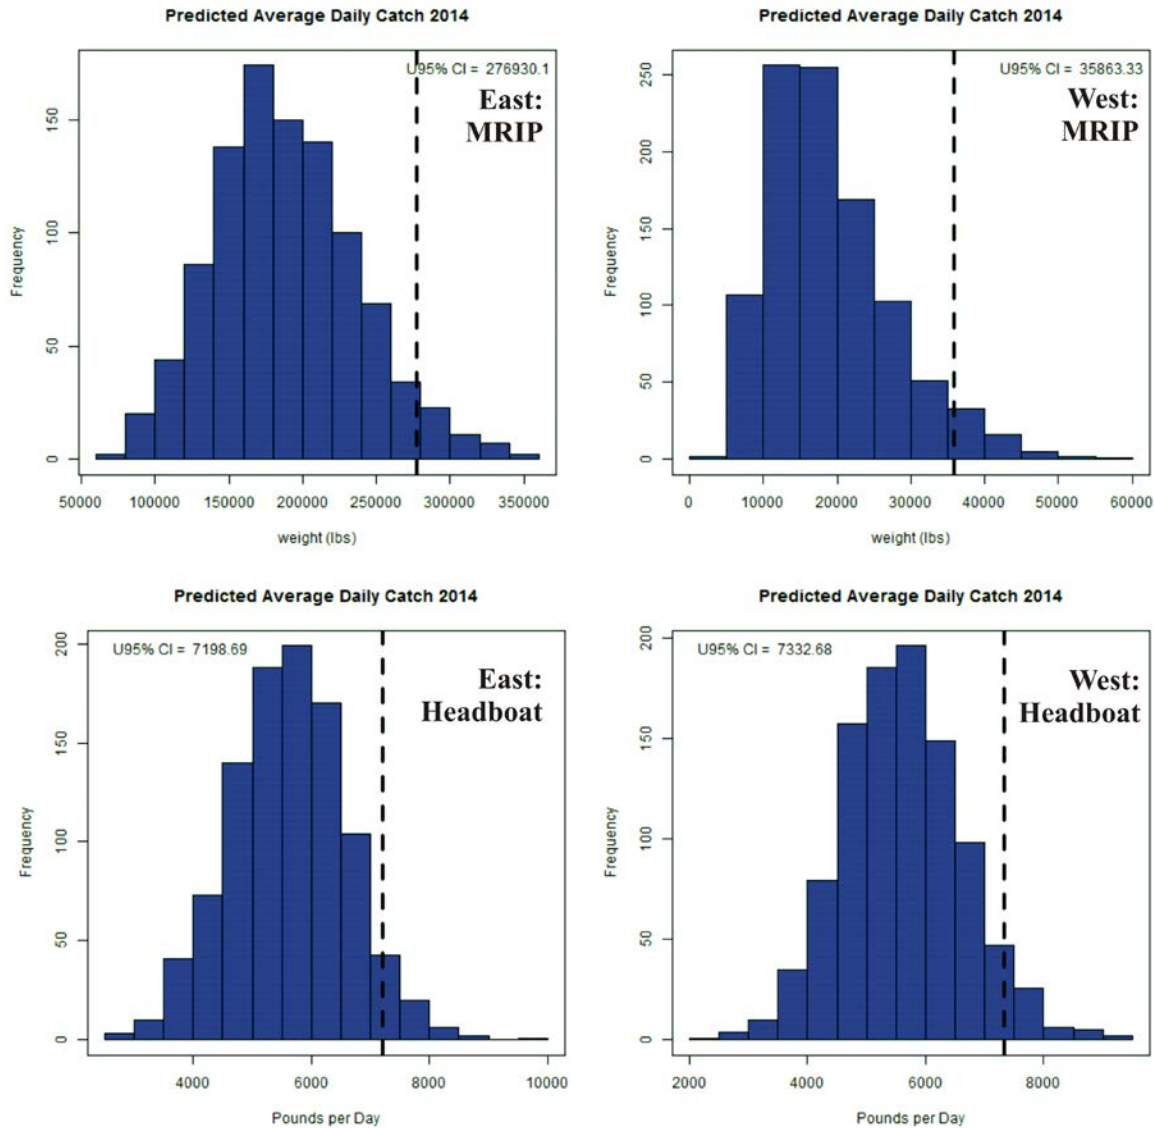 Predicted Average Daily Catch 2014
U95% CI = 276930.1
East:
MRIP
Frequency
0
50
100
150
50000 100000 150000 200000 250000 300000 350000
weight (lbs)
Predicted Average Daily Catch 2014
U95% CI = 35863.33
West:
MRIP
Frequency
0
50
100
150
200
250
0 10000 20000 30000 40000 50000 60000
weight (lbs)
Predicted Average Daily Catch 2014
U95% CI = 7198.69
East:
Headboat
Frequency
0
50
100
150
200
4000 6000 8000 10000
Pounds per Day
Predicted Average Daily Catch 2014
U95% CI = 7332.68
West:
Headboat
Frequency
0
50
100
150
200
2000 4000 6000 8000
Pounds per Day